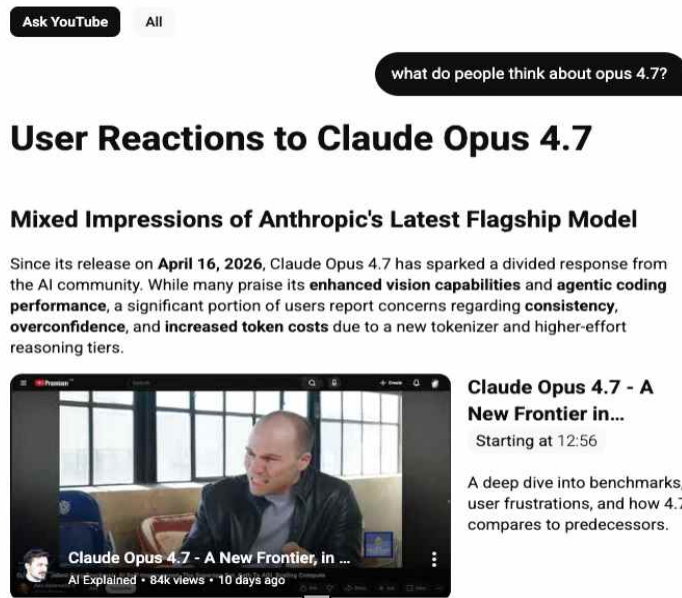 Ask YouTube
All
what do people think about opus 4.7?
User Reactions to Claude Opus 4.7
Mixed Impressions of Anthropic's Latest Flagship Model
Since its release on April 16, 2026, Claude Opus 4.7 has sparked a divided response from
the AI community. While many praise its enhanced vision capabilities and agentic coding
performance, a significant portion of users report concerns regarding consistency,
overconfidence, and increased token costs due to a new tokenizer and higher-effort
reasoning tiers.
Premium
Create
Claude Opus 4.7 - A New Frontier, in ...
AI Explained • 84k views • 10 days ago
Claude Opus 4.7 - A
New Frontier in...
Starting at 12:56
A deep dive into benchmarks,
user frustrations, and how 4.7
compares to predecessors.